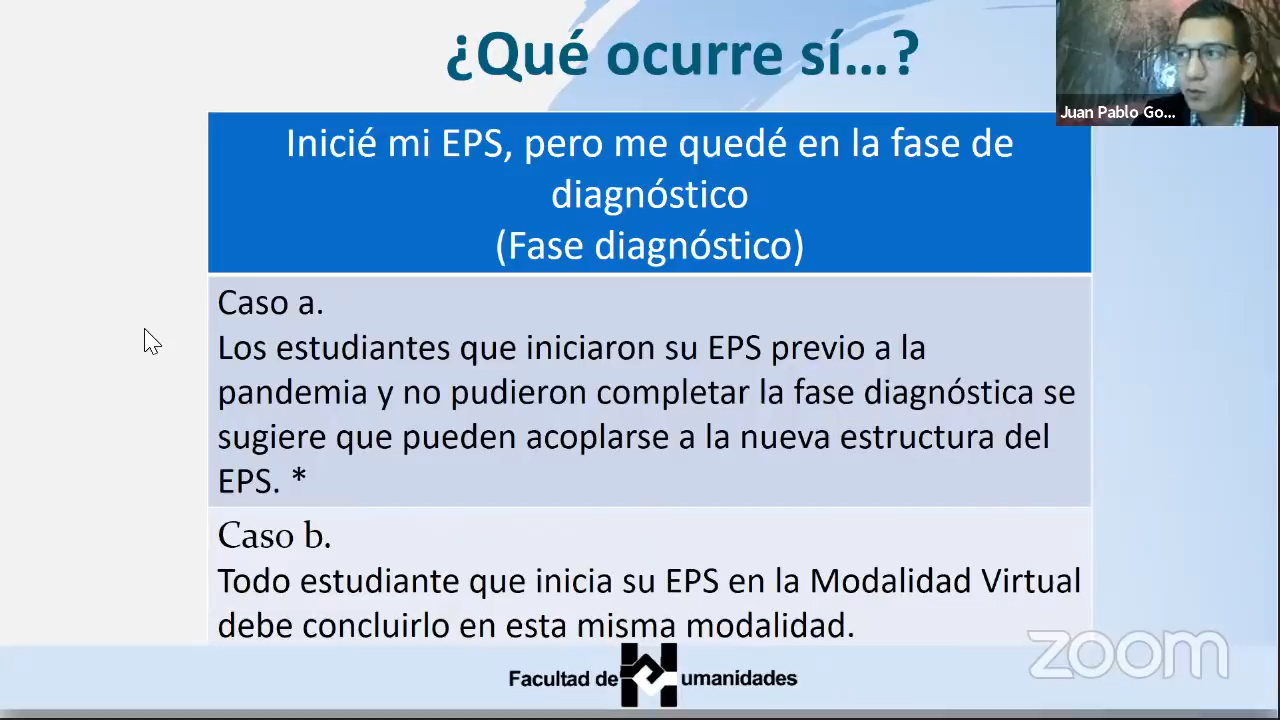 ¿Qué ocurre sí...?
Juan Pablo Go...
Inicié mi EPS, pero me quedé en la fase de
diagnóstico
(Fase diagnóstico)
Caso a.
Los estudiantes que iniciaron su EPS previo a la
pandemia y no pudieron completar la fase diagnóstica se
sugiere que pueden acoplarse a la nueva estructura del
EPS. *
Caso b.
Todo estudiante que inicia su EPS en la Modalidad Virtual
debe concluirlo en esta misma modalidad.
zoom
Facultad de Humanidades